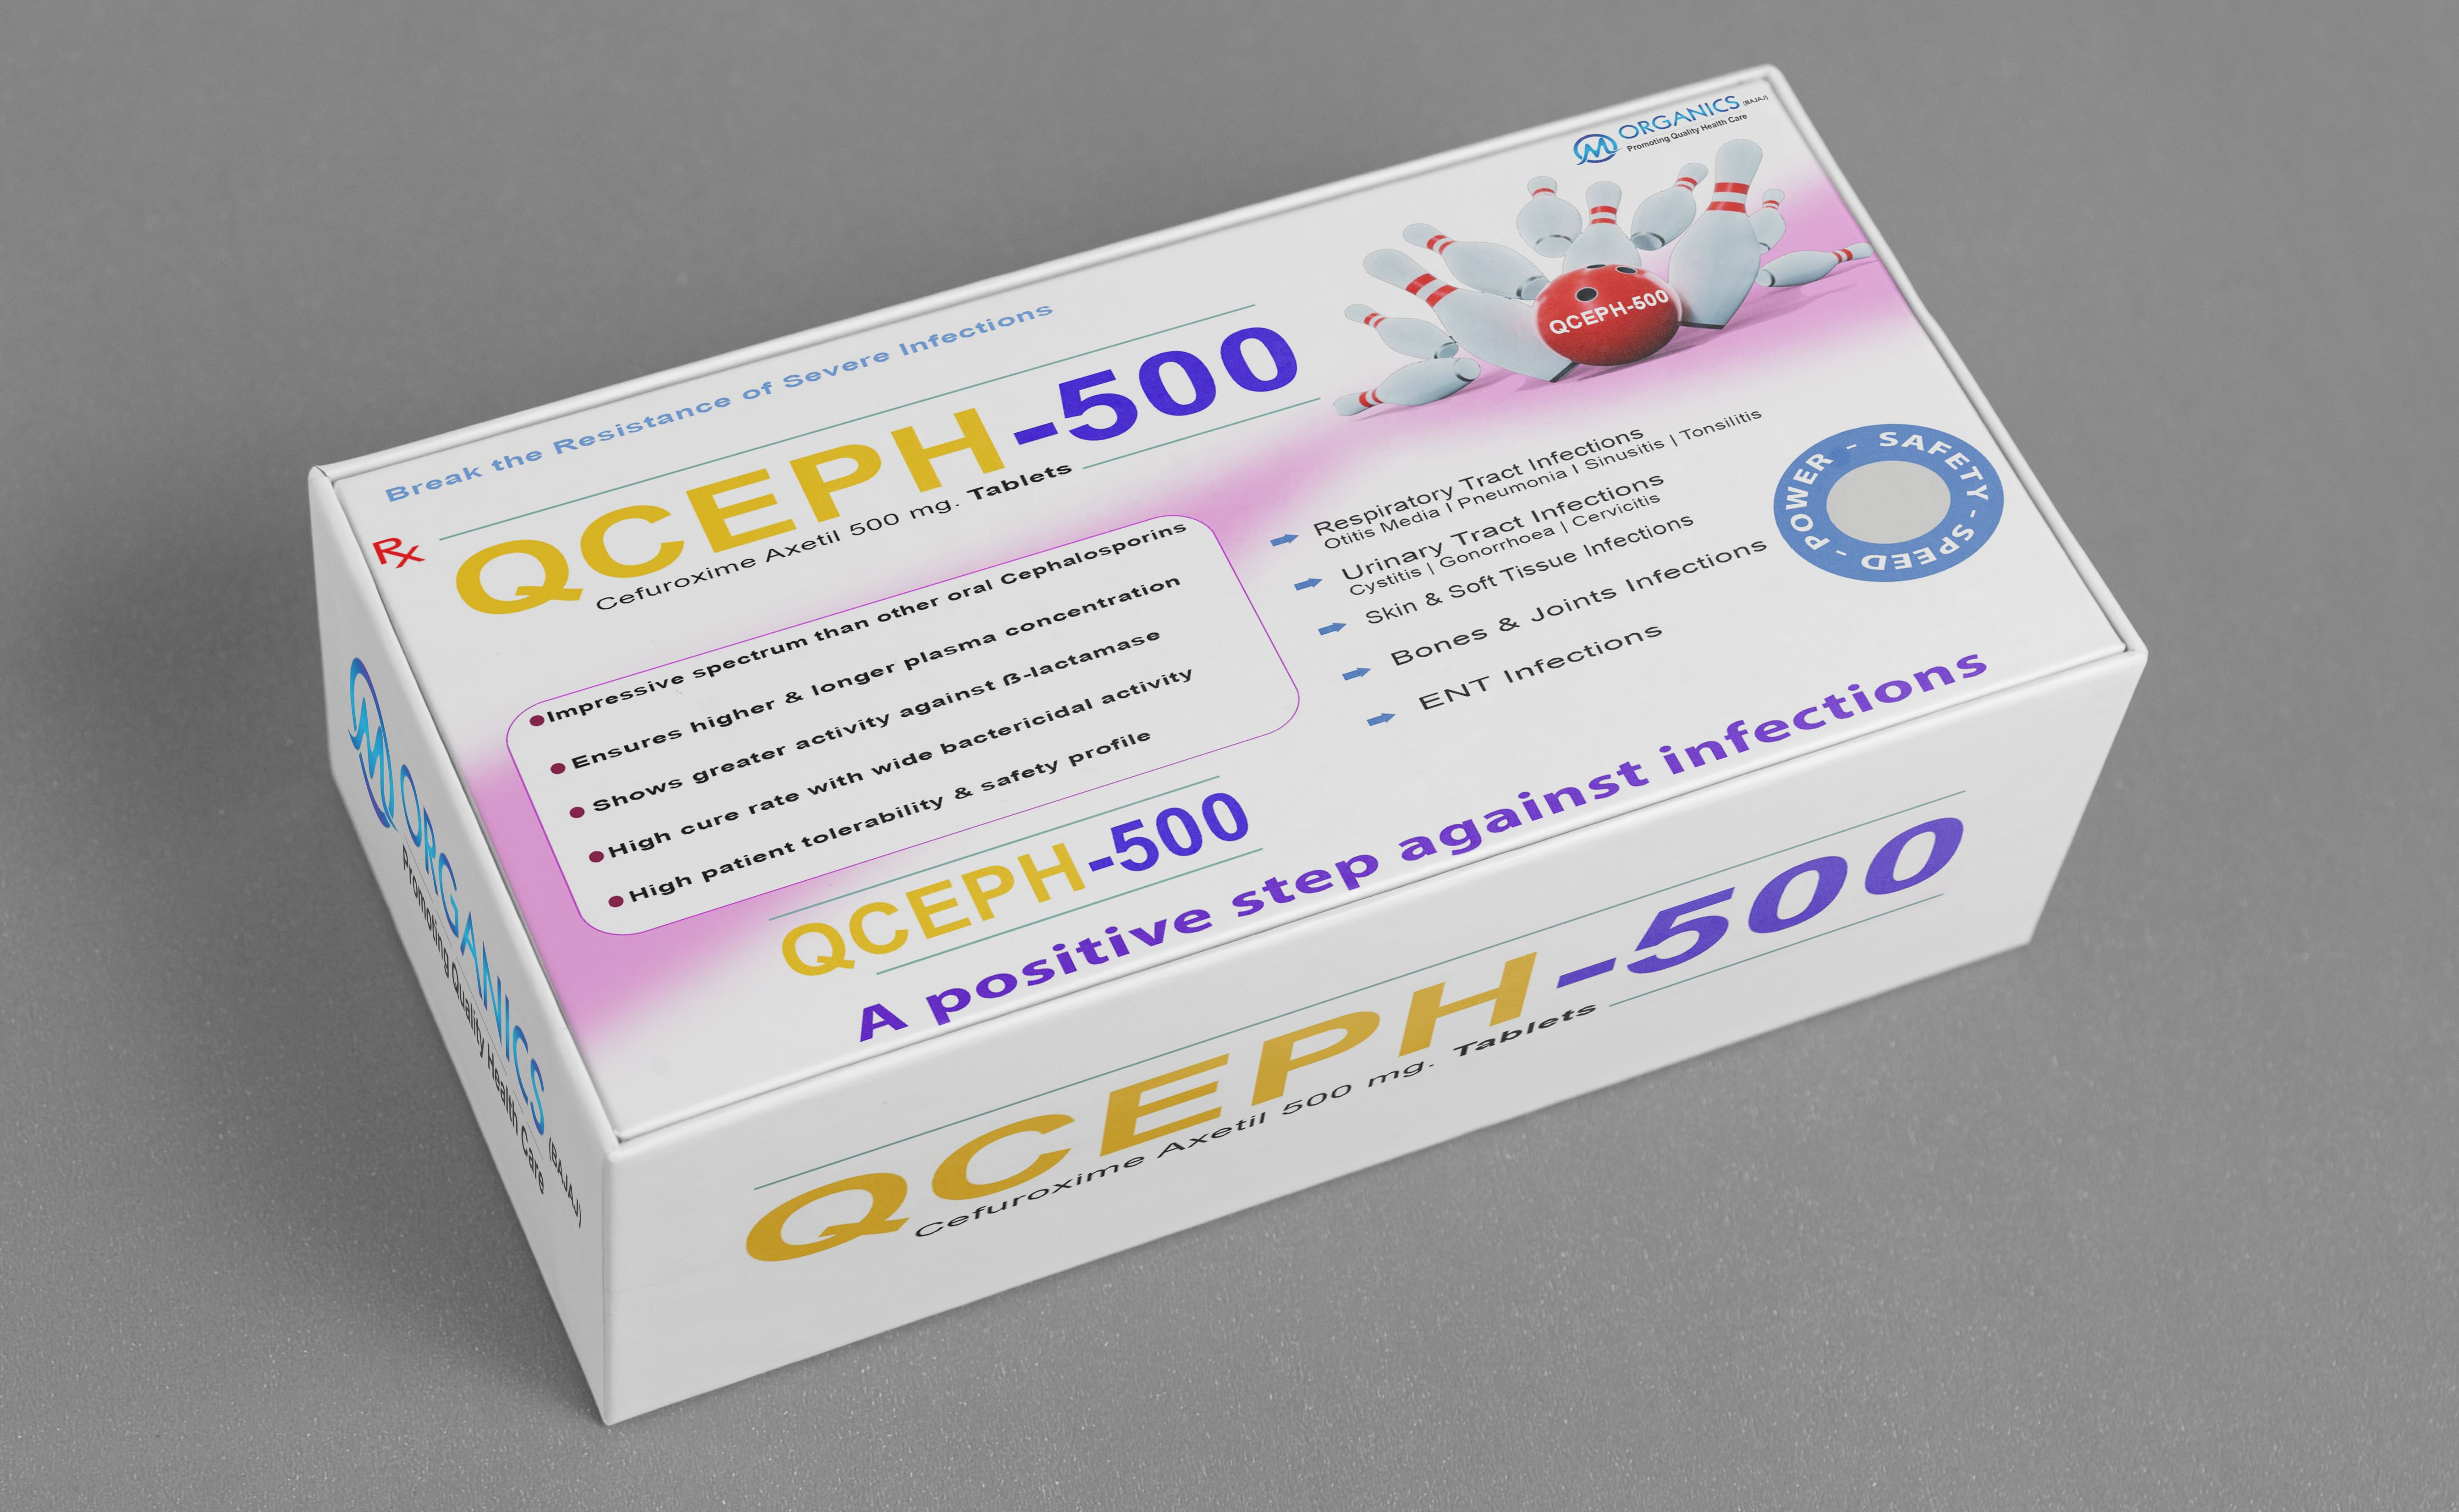 M ORGANICS (BAJAJ)
Promoting Quality Health Care
Break the Resistance of Severe Infections
Rx
QCEPH-500
Cefuroxime Axetil 500 mg. Tablets
QCEPH-500
Impressive spectrum than other oral Cephalosporins
Ensures higher & longer plasma concentration
Shows greater activity against ß-lactamase
High cure rate with wide bactericidal activity
High patient tolerability & safety profile
Respiratory Tract Infections
Otitis Media I Pneumonia I Sinusitis | Tonsilitis
Urinary Tract Infections
Cystitis | Gonorrhoea | Cervicitis
Skin & Soft Tissue Infections
Bones & Joints Infections
ENT Infections
POWER - SAFETY - SPEED -
QCEPH-500
A positive step against infections
QCEPH-500
Cefuroxime Axetil 500 mg. Tablets
M ORGANICS (BAJAJ)
Promoting Quality Health Care